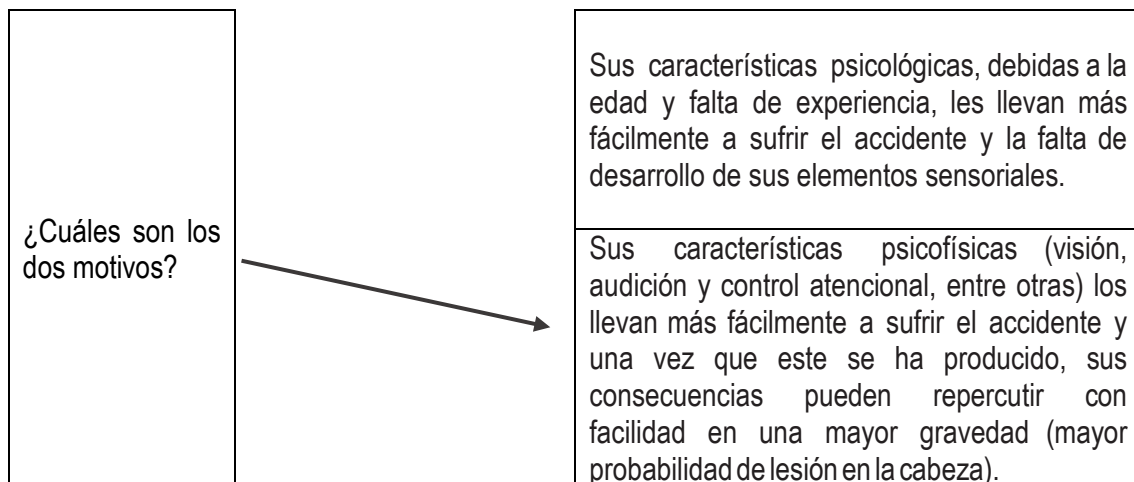 ¿Cuáles son los
dos motivos?
Sus características psicológicas, debidas a la
edad y falta de experiencia, les llevan más
fácilmente a sufrir el accidente y la falta de
desarrollo de sus elementos sensoriales.
Sus características psicofísicas (visión,
audición y control atencional, entre otras) los
llevan más fácilmente a sufrir el accidente y
una vez que este se ha producido, sus
consecuencias pueden repercutir con
facilidad en una mayor gravedad (mayor
probabilidad de lesión en la cabeza).